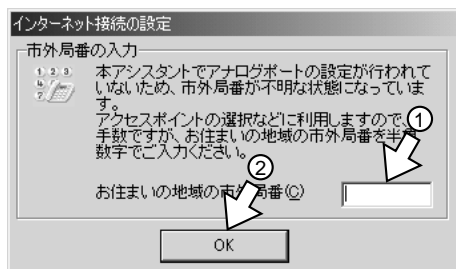 インターネット接続の設定
市外局番の入力
1 2 3
本アシスタントでアナログポートの設定が行われて
いないため、市外局番が不明な状態になっていま
す。
アクセスポイントの選択などに利用しますので、
手数ですが、お住まいの地域の市外局番を半
数字でご入力ください。
①
②
お住まいの地域の市外局番(C)
OK